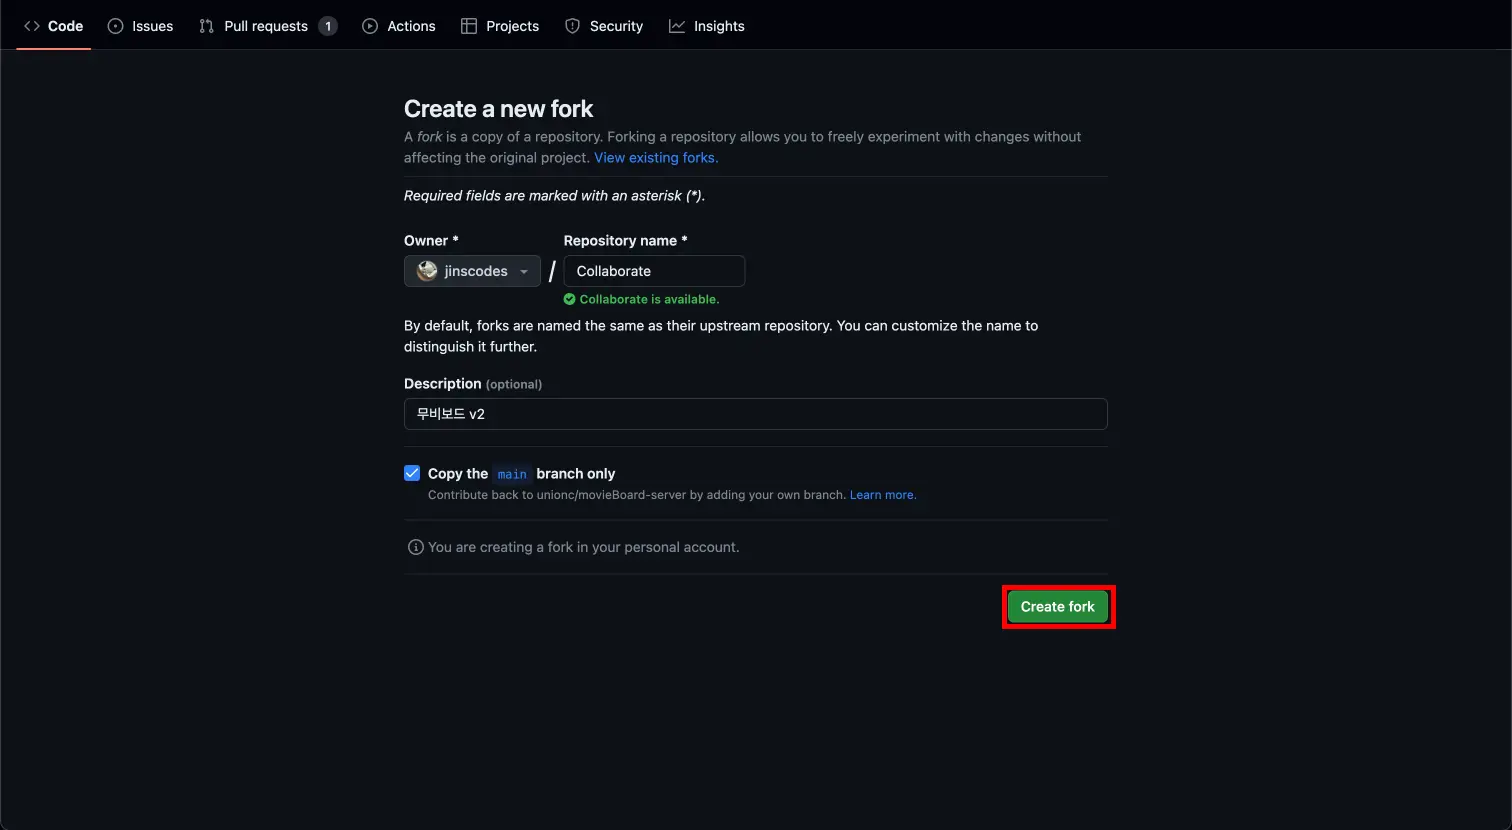 Code Issues Pull requests 1 Actions Projects Security Insights
Create a new fork
A fork is a copy of a repository. Forking a repository allows you to freely experiment with changes without
affecting the original project. View existing forks.
Required fields are marked with an asterisk (*).
Owner * Repository name *
jinscodes / Collaborate
Collaborate is available.
By default, forks are named the same as their upstream repository. You can customize the name to
distinguish it further.
Description (optional)
무비보드 v2
Copy the main branch only
Contribute back to unionc/movieBoard-server by adding your own branch. Learn more.
You are creating a fork in your personal account.
Create fork